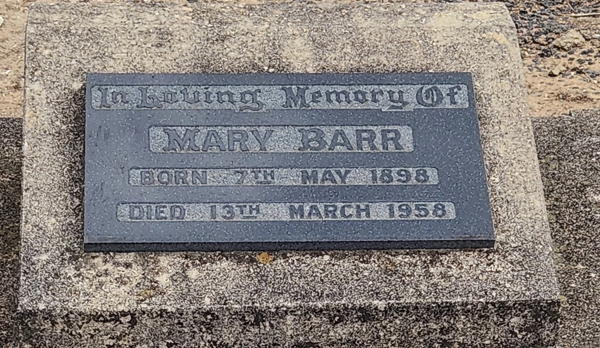 In Loving Memory Of
MARY BARR
BORN 7TH MAY 1898
DIED 13TH MARCH 1958